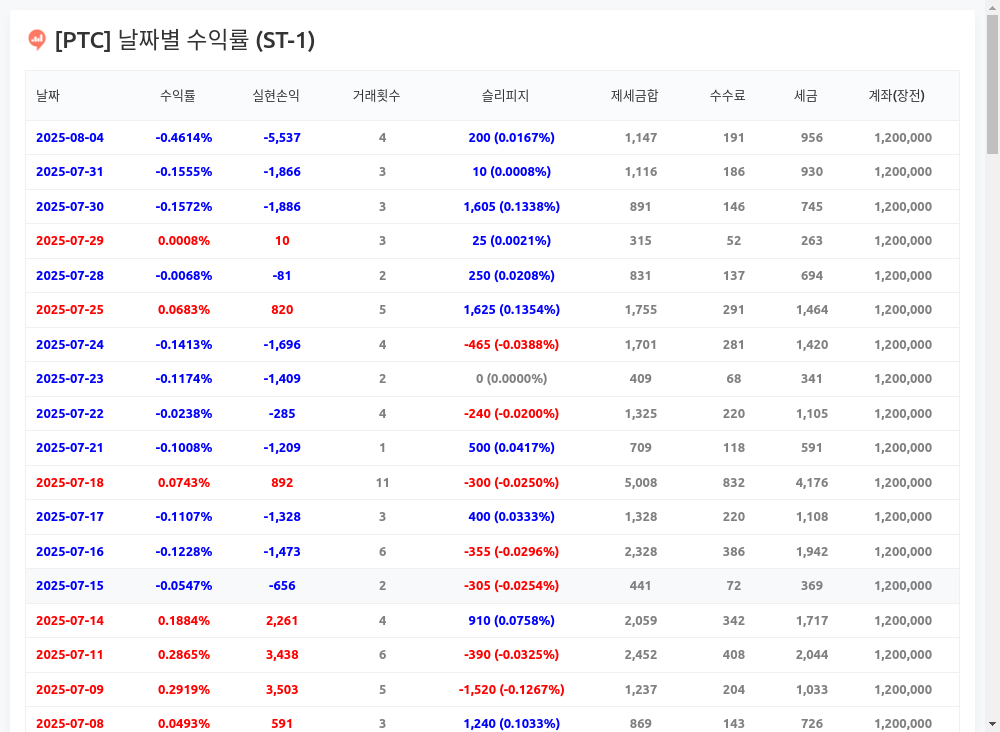 [PTC] 날짜별 수익률 (ST-1)
날짜 수익률 실현손익 거래횟수 슬리피지 제세금합 수수료 세금 계좌(장전)
2025-08-04 -0.4614% -5,537 4 200 (0.0167%) 1,147 191 956 1,200,000
2025-07-31 -0.1555% -1,866 3 10 (0.0008%) 1,116 186 930 1,200,000
2025-07-30 -0.1572% -1,886 3 1,605 (0.1338%) 891 146 745 1,200,000
2025-07-29 0.0008% 10 3 25 (0.0021%) 315 52 263 1,200,000
2025-07-28 -0.0068% -81 2 250 (0.0208%) 831 137 694 1,200,000
2025-07-25 0.0683% 820 5 1,625 (0.1354%) 1,755 291 1,464 1,200,000
2025-07-24 -0.1413% -1,696 4 -465 (-0.0388%) 1,701 281 1,420 1,200,000
2025-07-23 -0.1174% -1,409 2 0 (0.0000%) 409 68 341 1,200,000
2025-07-22 -0.0238% -285 4 -240 (-0.0200%) 1,325 220 1,105 1,200,000
2025-07-21 -0.1008% -1,209 1 500 (0.0417%) 709 118 591 1,200,000
2025-07-18 0.0743% 892 11 -300 (-0.0250%) 5,008 832 4,176 1,200,000
2025-07-17 -0.1107% -1,328 3 400 (0.0333%) 1,328 220 1,108 1,200,000
2025-07-16 -0.1228% -1,473 6 -355 (-0.0296%) 2,328 386 1,942 1,200,000
2025-07-15 -0.0547% -656 2 -305 (-0.0254%) 441 72 369 1,200,000
2025-07-14 0.1884% 2,261 4 910 (0.0758%) 2,059 342 1,717 1,200,000
2025-07-11 0.2865% 3,438 6 -390 (-0.0325%) 2,452 408 2,044 1,200,000
2025-07-09 0.2919% 3,503 5 -1,520 (-0.1267%) 1,237 204 1,033 1,200,000
2025-07-08 0.0493% 591 3 1,240 (0.1033%) 869 143 726 1,200,000